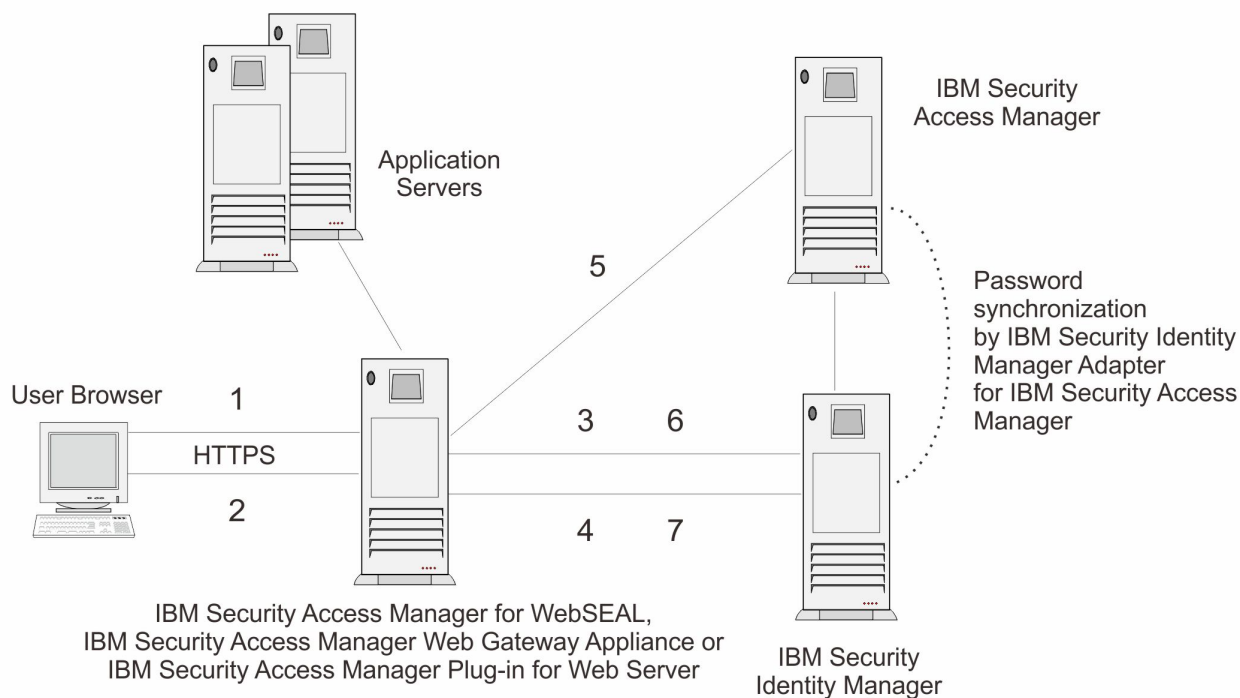 Application
Servers
IBM Security
Access Manager
5
Password
synchronization
by IBM Security Identity
Manager Adapter
for IBM Security Access
Manager
User Browser
1
HTTPS
2
3 6
4 7
IBM Security Access Manager for WebSEAL,
IBM Security Access Manager Web Gateway Appliance or
IBM Security Access Manager Plug-in for Web Server
IBM Security
Identity Manager